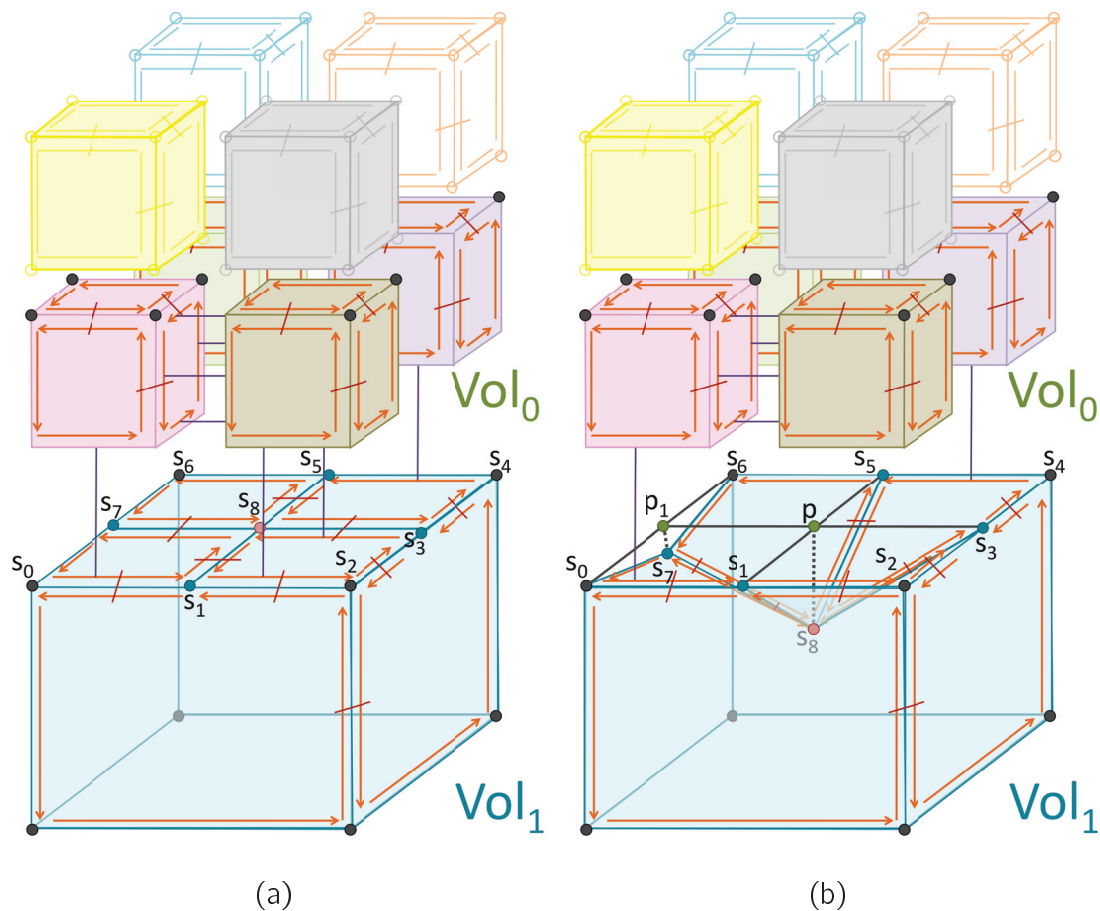 Vol₀ Vol₀
s₆ s₅ s₄ s₆ s₅ s₄
s₇ s₈ p₁ p
s₃ s₃
s₀ s₂ s₀ s₇ s₁ s₂
s₁
s₈
Vol₁ Vol₁
(a) (b)